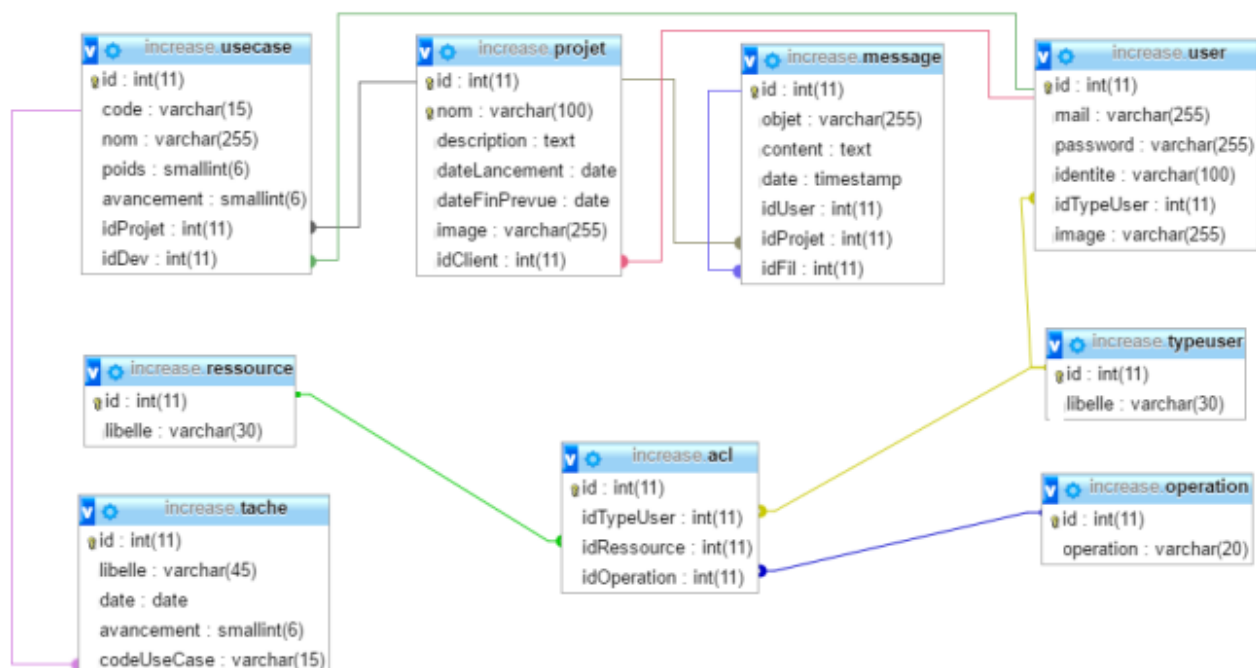 increase.usecase
id : int(11)
code : varchar(15)
nom : varchar(255)
poids : smallint(6)
avancement : smallint(6)
idProjet : int(11)
idDev : int(11)
increase.projet
id : int(11)
nom : varchar(100)
description : text
dateLancement : date
dateFinPrevue : date
image : varchar(255)
idClient : int(11)
increase.message
id : int(11)
objet : varchar(255)
content : text
date : timestamp
idUser : int(11)
idProjet : int(11)
idFil : int(11)
increase.user
id : int(11)
mail : varchar(255)
password : varchar(255)
identite : varchar(100)
idTypeUser : int(11)
image : varchar(255)
increase.ressource
id : int(11)
libelle : varchar(30)
increase.typeuser
id : int(11)
libelle : varchar(30)
increase.acl
id : int(11)
idTypeUser : int(11)
idRessource : int(11)
idOperation : int(11)
increase.operation
id : int(11)
operation : varchar(20)
increase.tache
id : int(11)
libelle : varchar(45)
date : date
avancement : smallint(6)
codeUseCase : varchar(15)